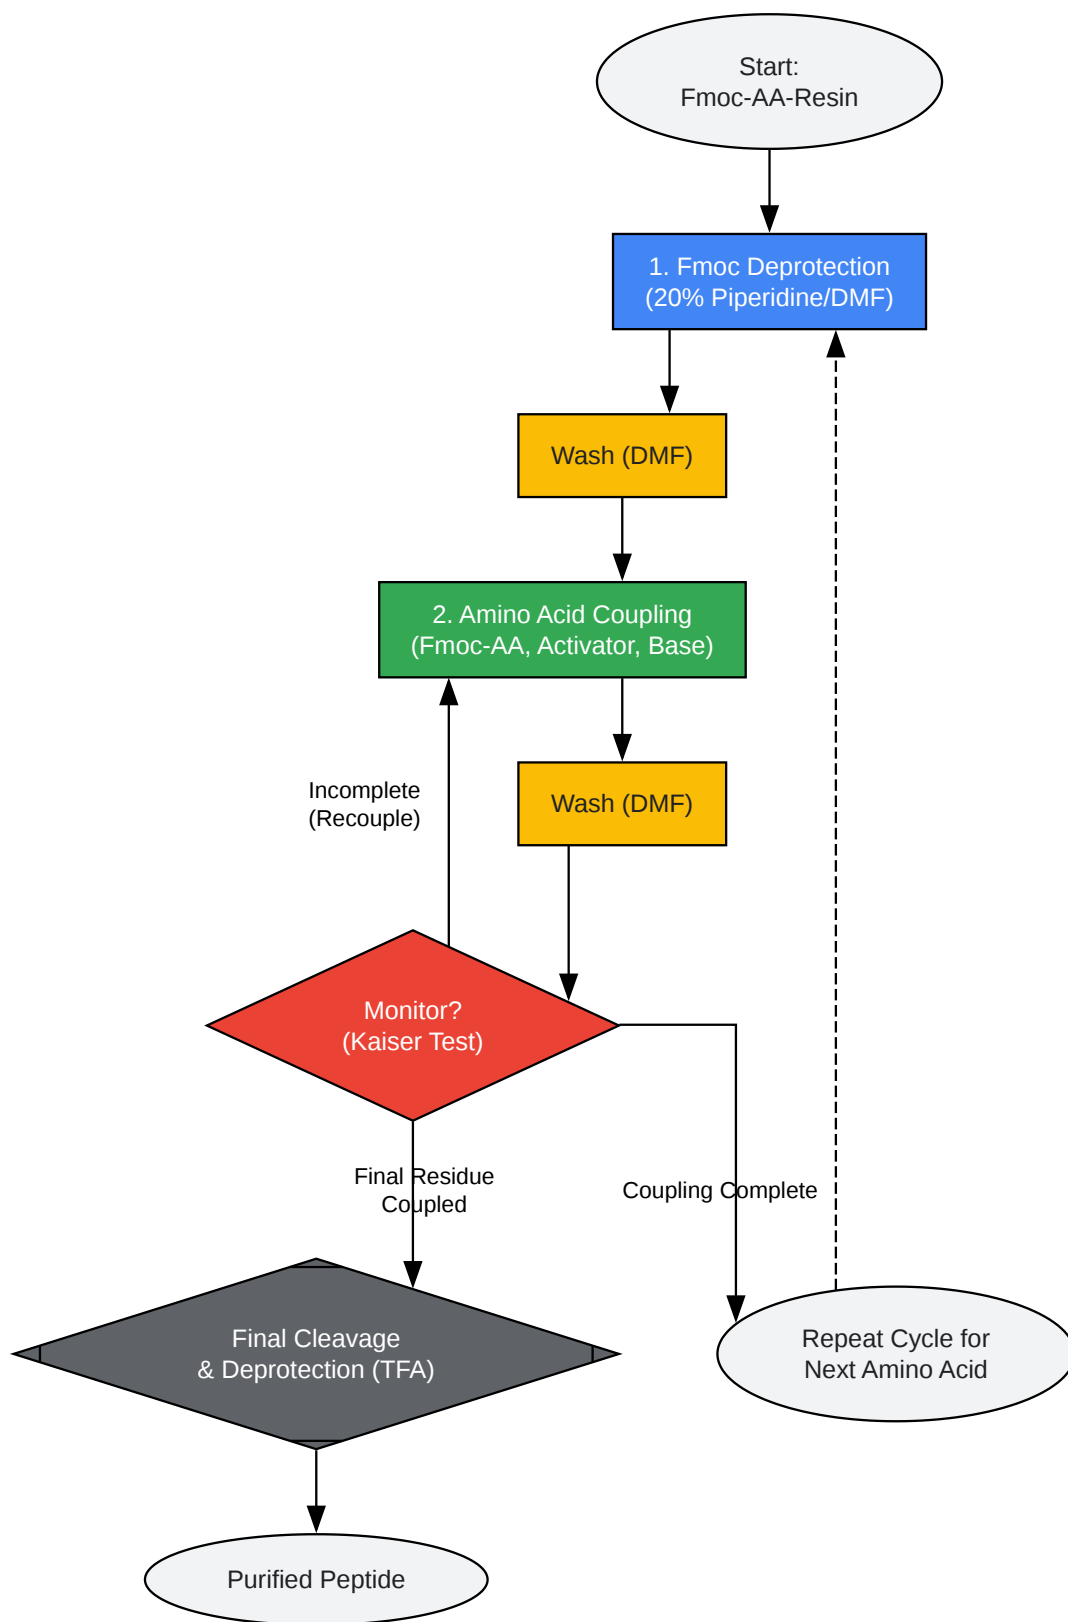 Start:
Fmoc-AA-Resin
1. Fmoc Deprotection
(20% Piperidine/DMF)
Wash (DMF)
2. Amino Acid Coupling
(Fmoc-AA, Activator, Base)
Incomplete
(Recouple)
Wash (DMF)
Monitor?
(Kaiser Test)
Final Residue
Coupled
Coupling Complete
Final Cleavage
& Deprotection (TFA)
Repeat Cycle for
Next Amino Acid
Purified Peptide